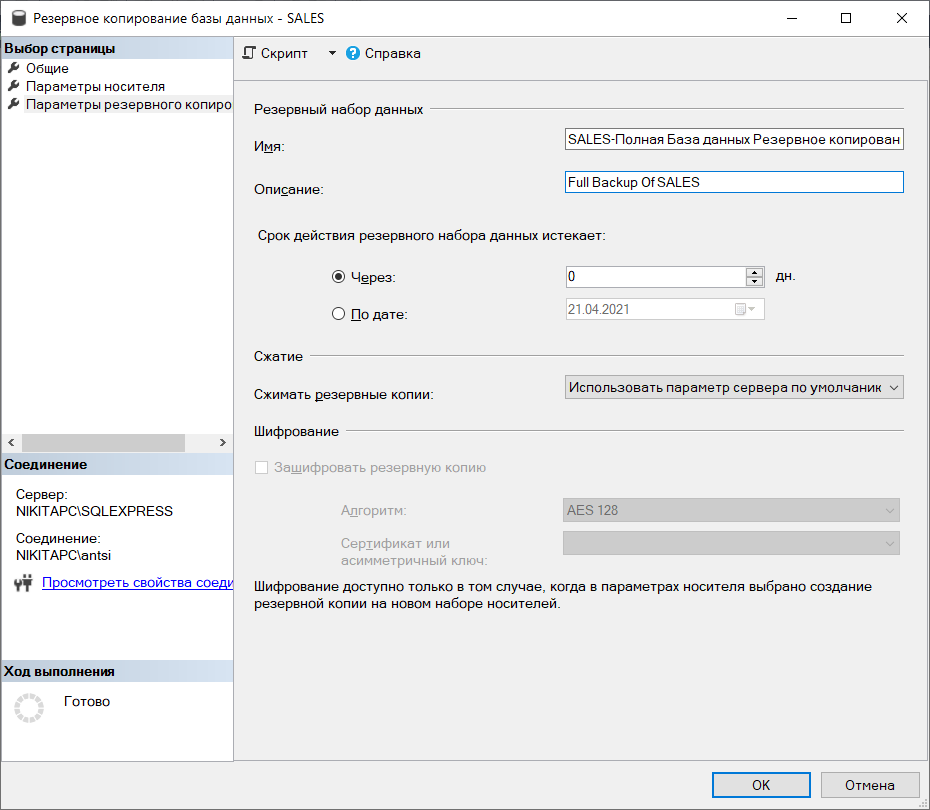 Резервное копирование базы данных - SALES
Выбор страницы
Общие
Параметры носителя
Параметры резервного копиро
Скрипт
Справка
Резервный набор данных
Имя:
SALES-Полная База данных Резервное копирован
Описание:
Full Backup Of SALES
Срок действия резервного набора данных истекает:
Через:
0
дн.
По дате:
21.04.2021
Сжатие
Сжимать резервные копии:
Использовать параметр сервера по умолчанию
Шифрование
Зашифровать резервную копию
Алгоритм:
AES 128
Сертификат или
асимметричный ключ:
Шифрование доступно только в том случае, когда в параметрах носителя выбрано создание
резервной копии на новом наборе носителей.
Соединение
Сервер:
NIKITAPC\SQLEXPRESS
Соединение:
NIKITAPC\antsi
Просмотреть свойства соеди
Ход выполнения
Готово
OK
Отмена